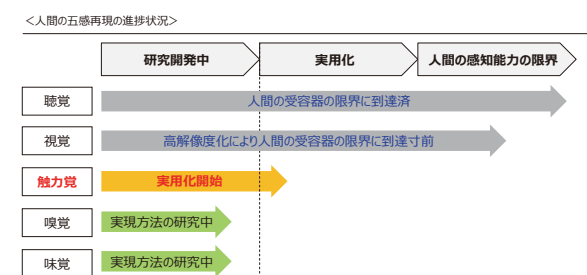 <人間の五感再現の進捗状況>
研究開発中 実用化 人間の感知能力の限界
聴覚 人間の受容器の限界に到達済
視覚 高解像度化により人間の受容器の限界に到達寸前
触力覚 実用化開始
嗅覚 実現方法の研究中
味覚 実現方法の研究中